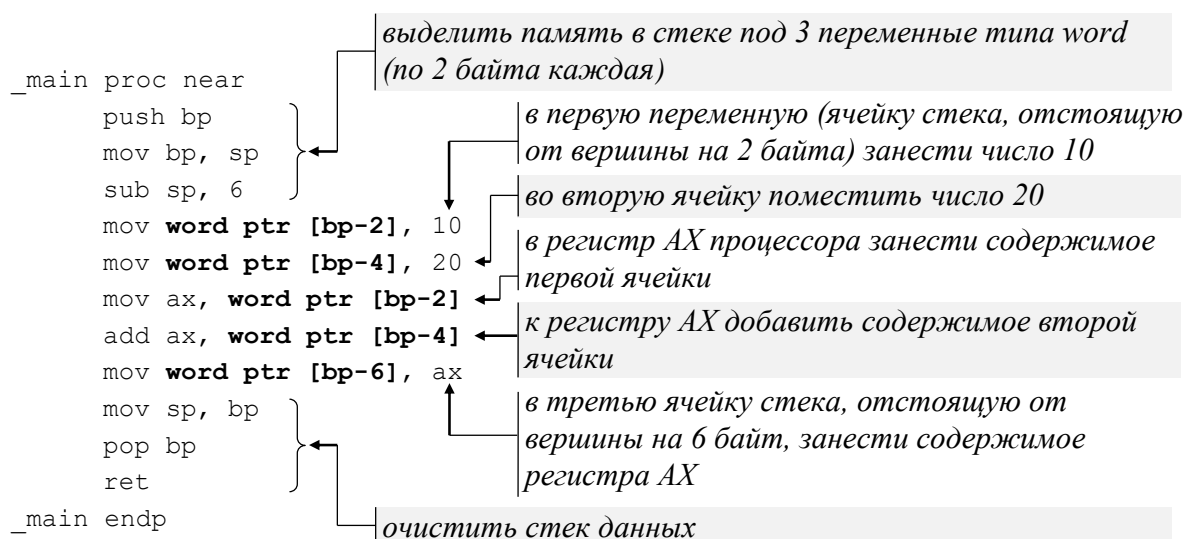 выделить память в стеке под 3 переменные типа word
(по 2 байта каждая)
_main proc near
push bp
mov bp, sp
sub sp, 6
в первую переменную (ячейку стека, отстоящую
от вершины на 2 байта) занести число 10
во вторую ячейку поместить число 20
mov word ptr [bp-2], 10
mov word ptr [bp-4], 20
в регистр AX процессора занести содержимое
первой ячейки
mov ax, word ptr [bp-2]
add ax, word ptr [bp-4]
к регистру AX добавить содержимое второй
ячейки
mov word ptr [bp-6], ax
mov sp, bp
pop bp
ret
в третью ячейку стека, отстоящую от
вершины на 6 байт, занести содержимое
регистра AX
_main endp
очистить стек данных